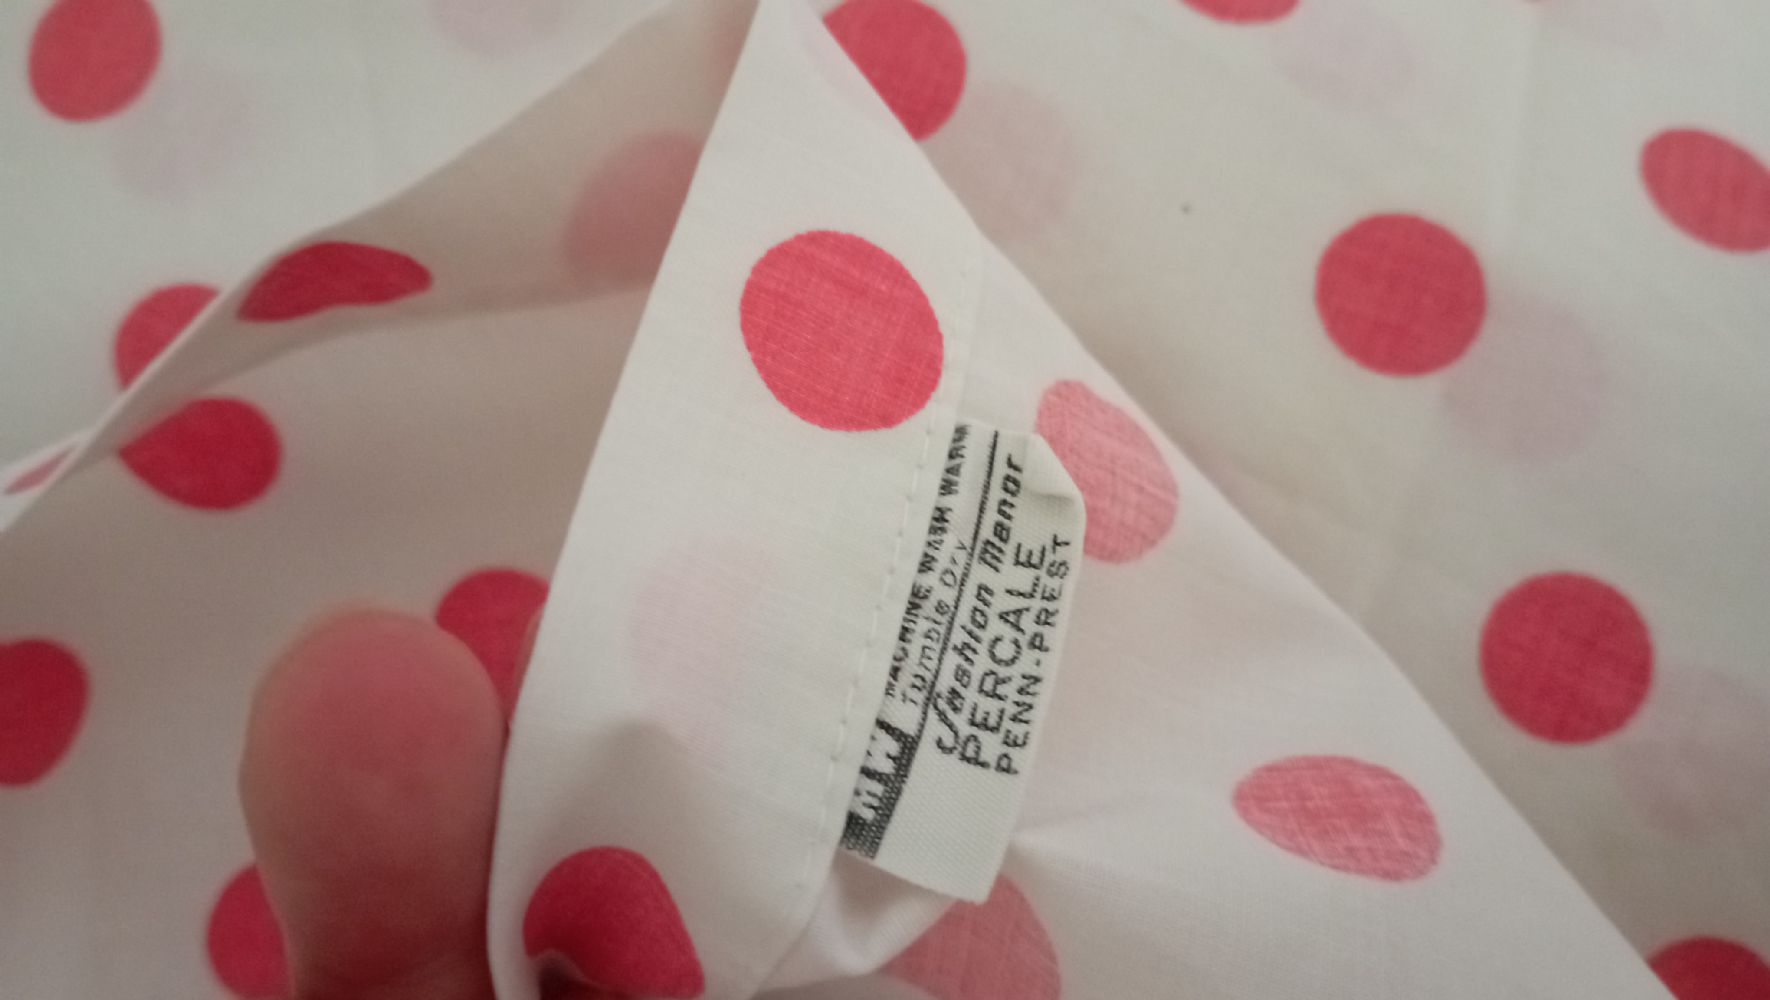 MACHINE WASH WARM
Tumble Dry
Fashion Manor
PERCALE
PENN-PREST